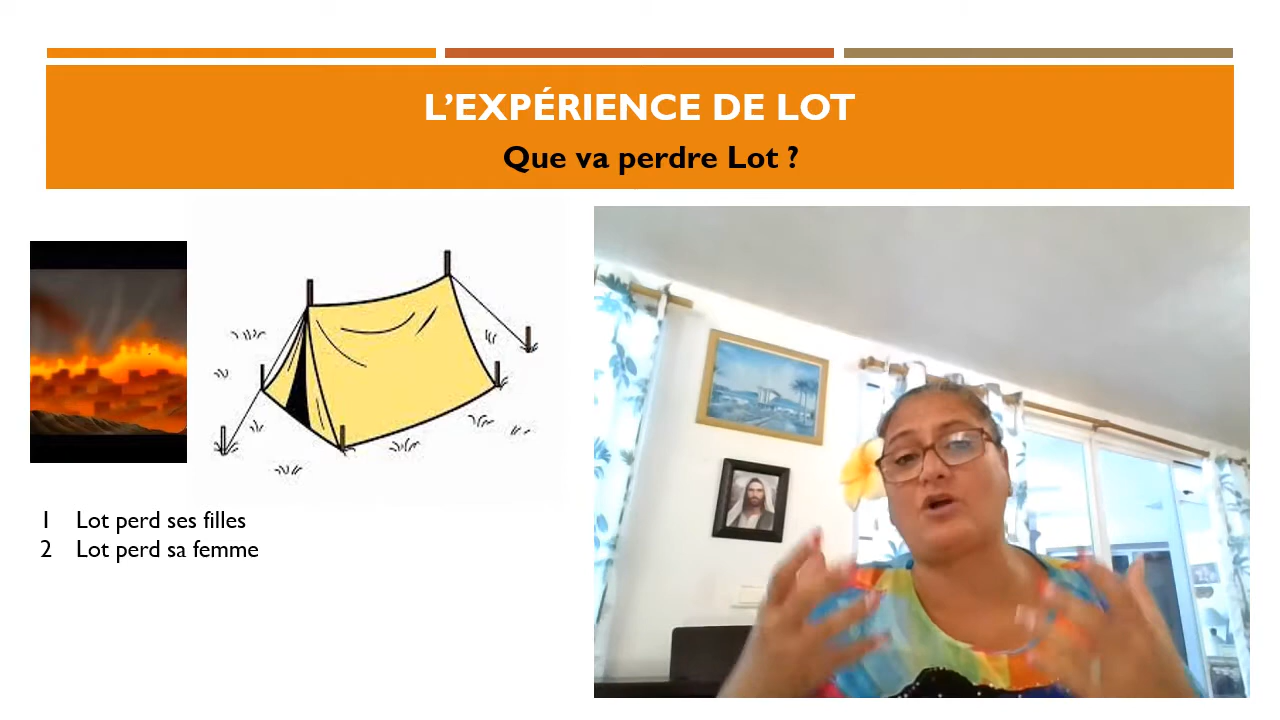 L'EXPÉRIENCE DE LOT
Que va perdre Lot ?
1 Lot perd ses filles
2 Lot perd sa femme